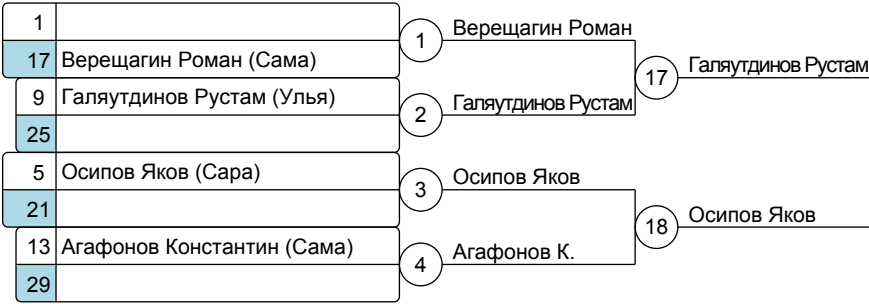 1
17 Верещагин Роман (Сама)
9 Галяутдинов Рустам (Улья)
25
5 Осипов Яков (Сара)
21
13 Агафонов Константин (Сама)
29
1 Верещагин Роман
2 Галяутдинов Рустам
3 Осипов Яков
4 Агафонов К.
17 Галяутдинов Рустам
18 Осипов Яков